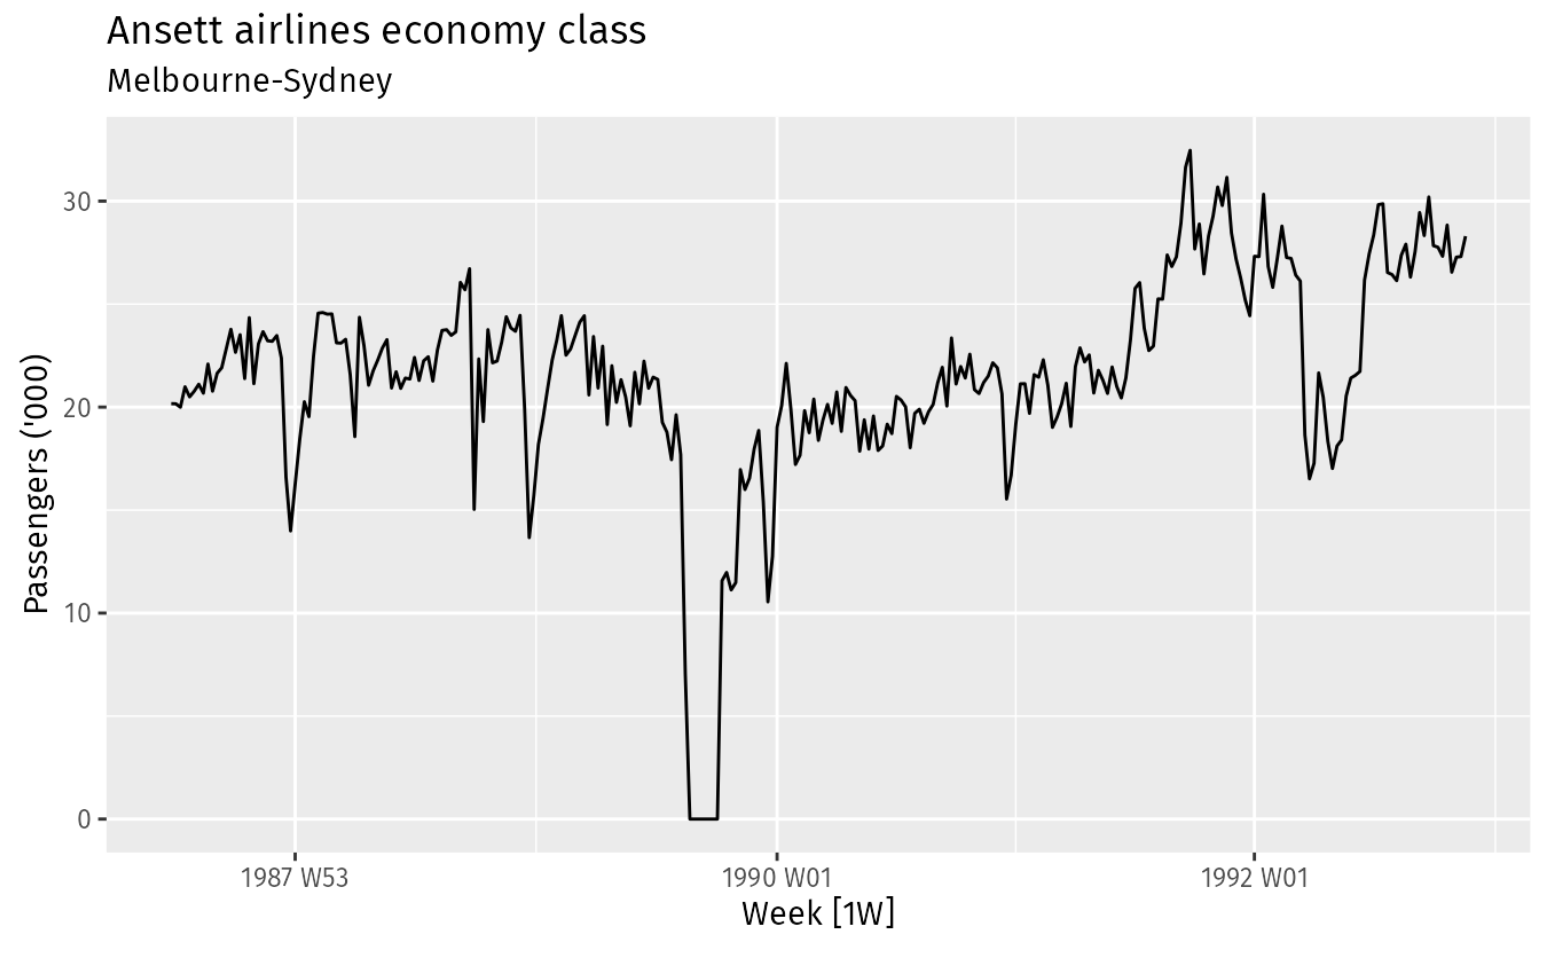 Ansett airlines economy class
Melbourne-Sydney
Passengers ('000)
30
20
10
0
1987 W53
1990 W01
1992 W01
Week [1W]